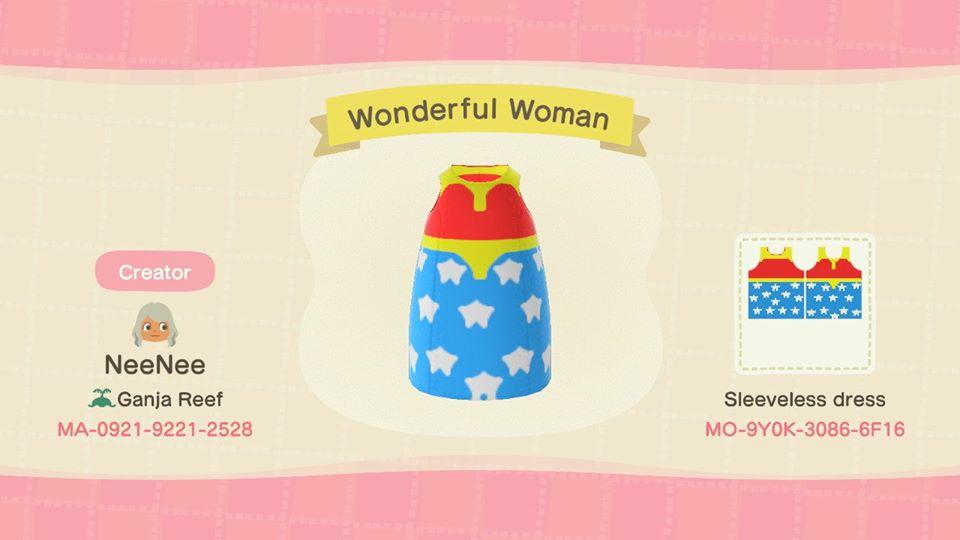 Wonderful Woman
Creator
NeeNee
Ganja Reef
MA-0921-9221-2528
Sleeveless dress
MO-9Y0K-3086-6F16